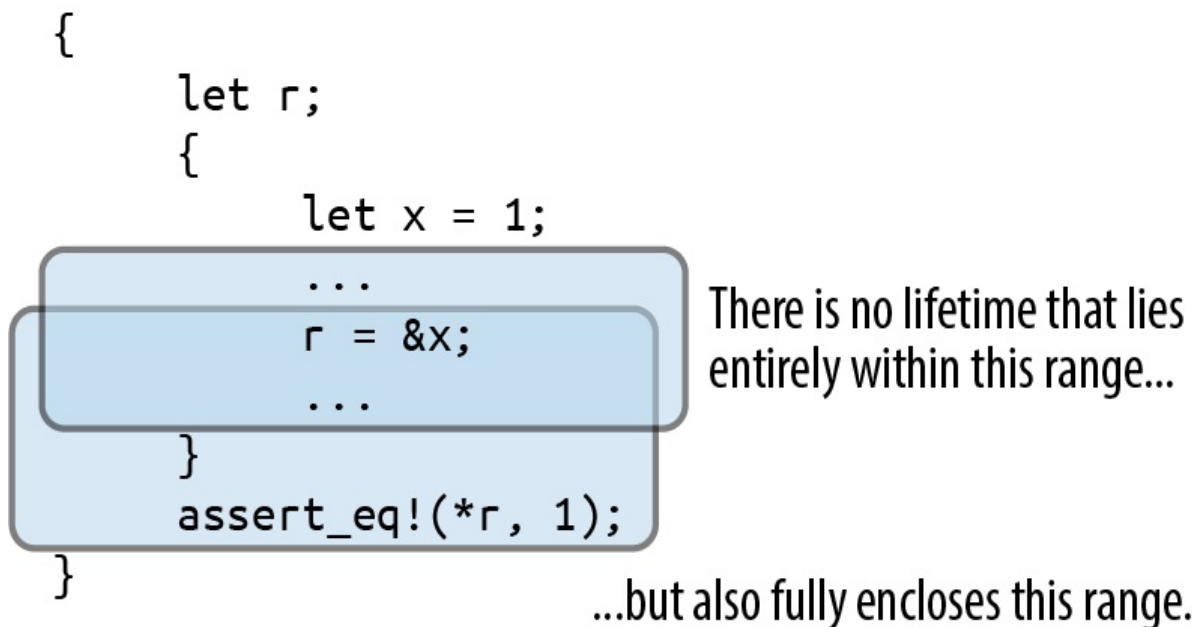 {
let r;
{
let x = 1;
...
r = &x;
...
}
assert_eq!(*r, 1);
}
There is no lifetime that lies
entirely within this range...
...but also fully encloses this range.